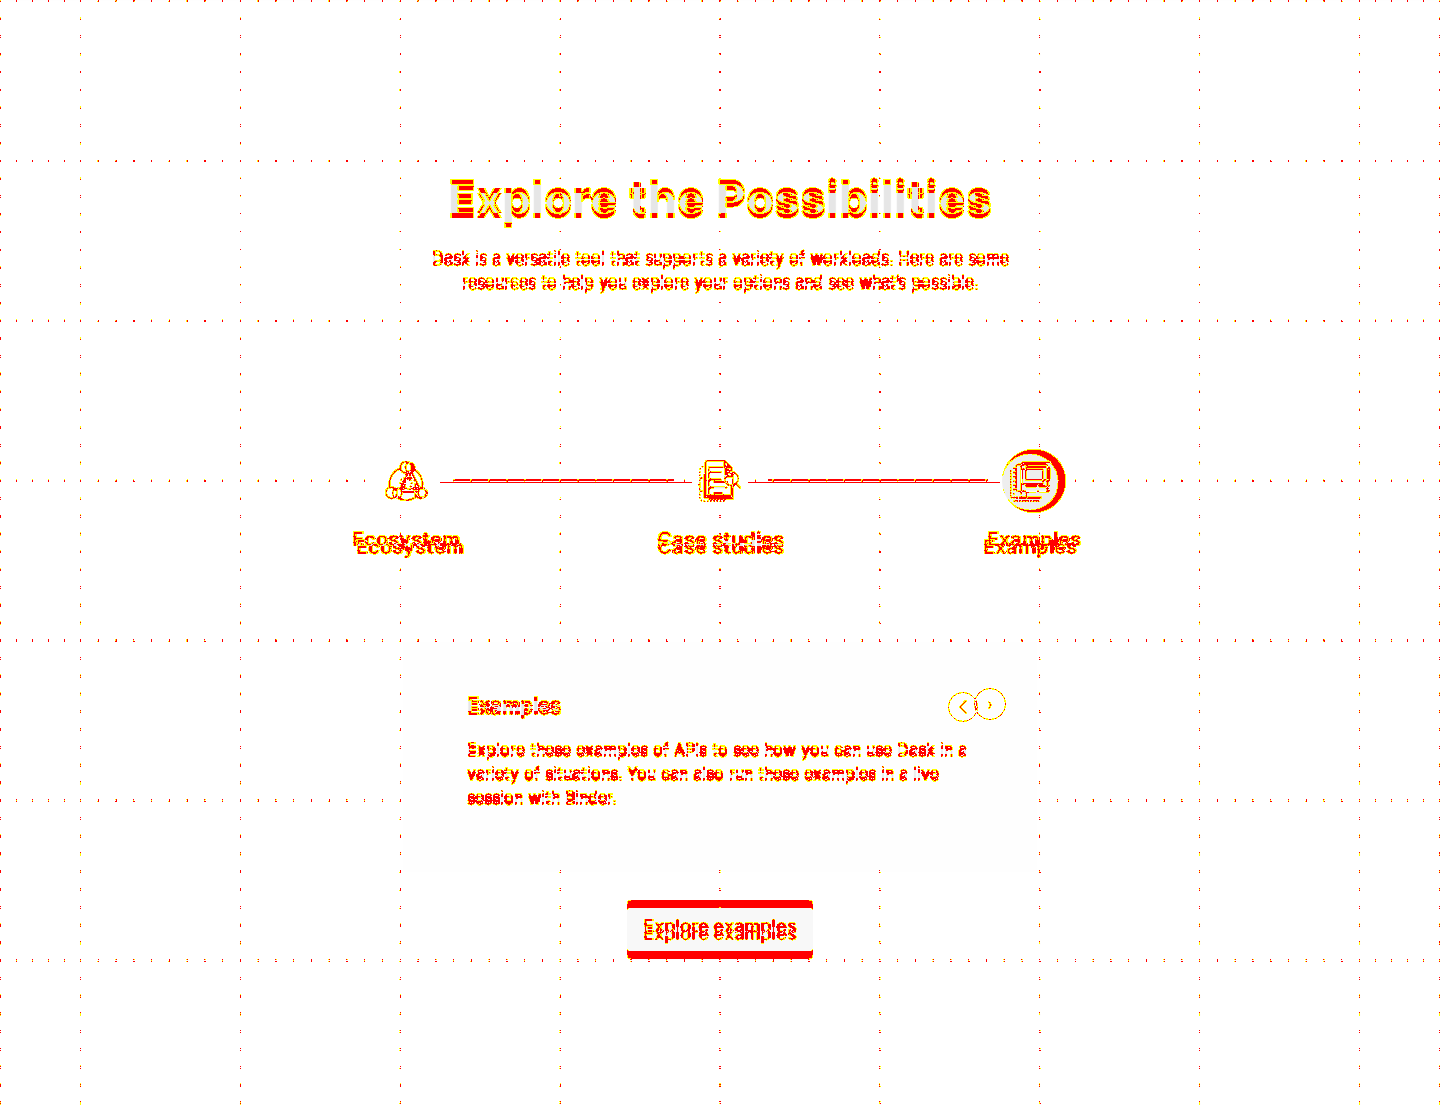 Explore the Possibilities
Dask is a versatile tool that supports a variety of workloads. Here are some
resources to help you explore your options and see what's possible.
Ecosystem
Case studies
Examples
Examples
Explore these examples of APIs to see how you can use Dask in a
variety of situations. You can also run these examples in a live
session with Binder.
Explore examples